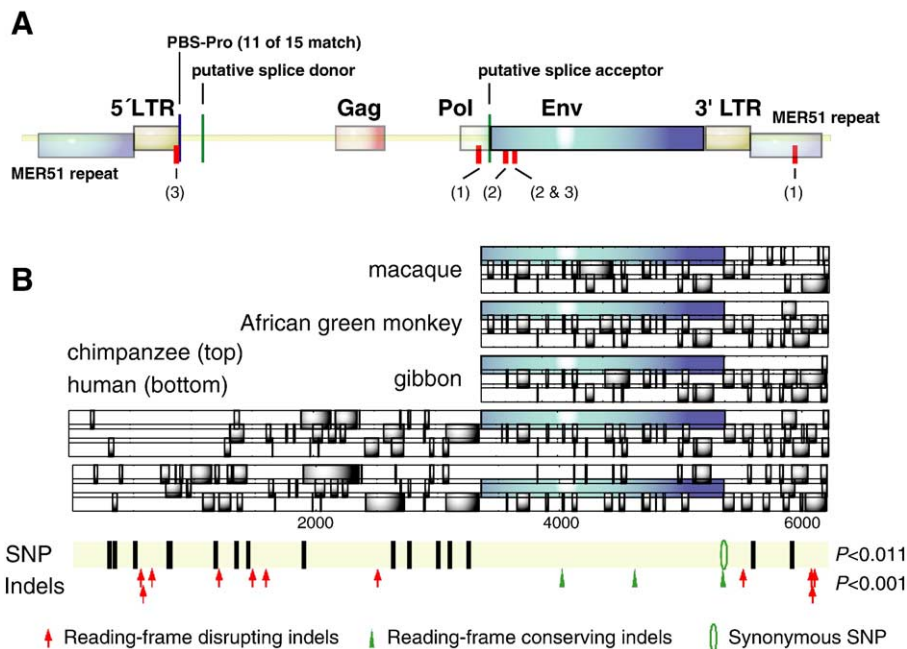 A
PBS-Pro (11 of 15 match)
putative splice donor
putative splice acceptor
5´LTR
Gag
Pol
Env
3' LTR
MER51 repeat
MER51 repeat
(3)
(1)
(2)
(2 & 3)
(1)
B
macaque
African green monkey
chimpanzee (top)
human (bottom)
gibbon
2000
4000
6000
SNP
P<0.011
Indels
P<0.001
Reading-frame disrupting indels
Reading-frame conserving indels
Synonymous SNP